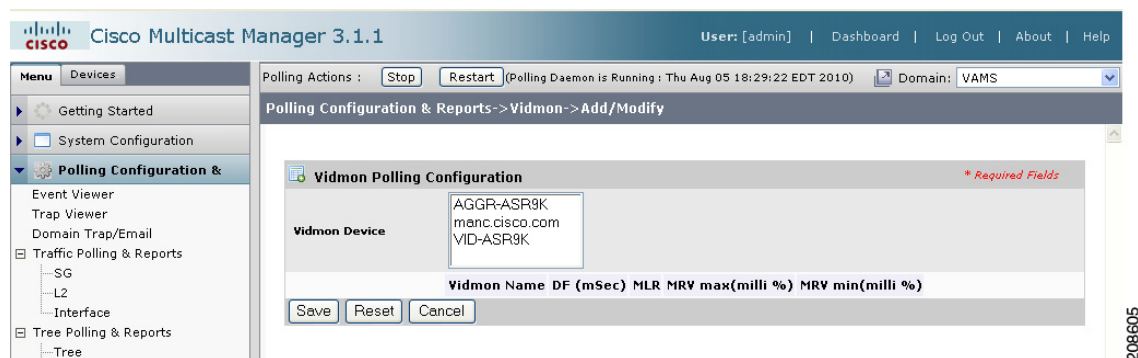 CISCO Cisco Multicast Manager 3.1.1
User: [admin] | Dashboard | Log Out | About | Help
Menu Devices
Polling Actions : Stop Restart (Polling Daemon is Running : Thu Aug 05 18:29:22 EDT 2010) Domain: VAMS
Getting Started
System Configuration
Polling Configuration &
Event Viewer
Trap Viewer
Domain Trap/Email
Traffic Polling & Reports
SG
L2
Interface
Tree Polling & Reports
Tree
Polling Configuration & Reports->Vidmon->Add/Modify
Vidmon Polling Configuration
* Required Fields
Vidmon Device
AGGR-ASR9K
manc.cisco.com
VID-ASR9K
Vidmon Name DF (mSec) MLR MRV max(milli %) MRV min(milli %)
Save Reset Cancel
208605